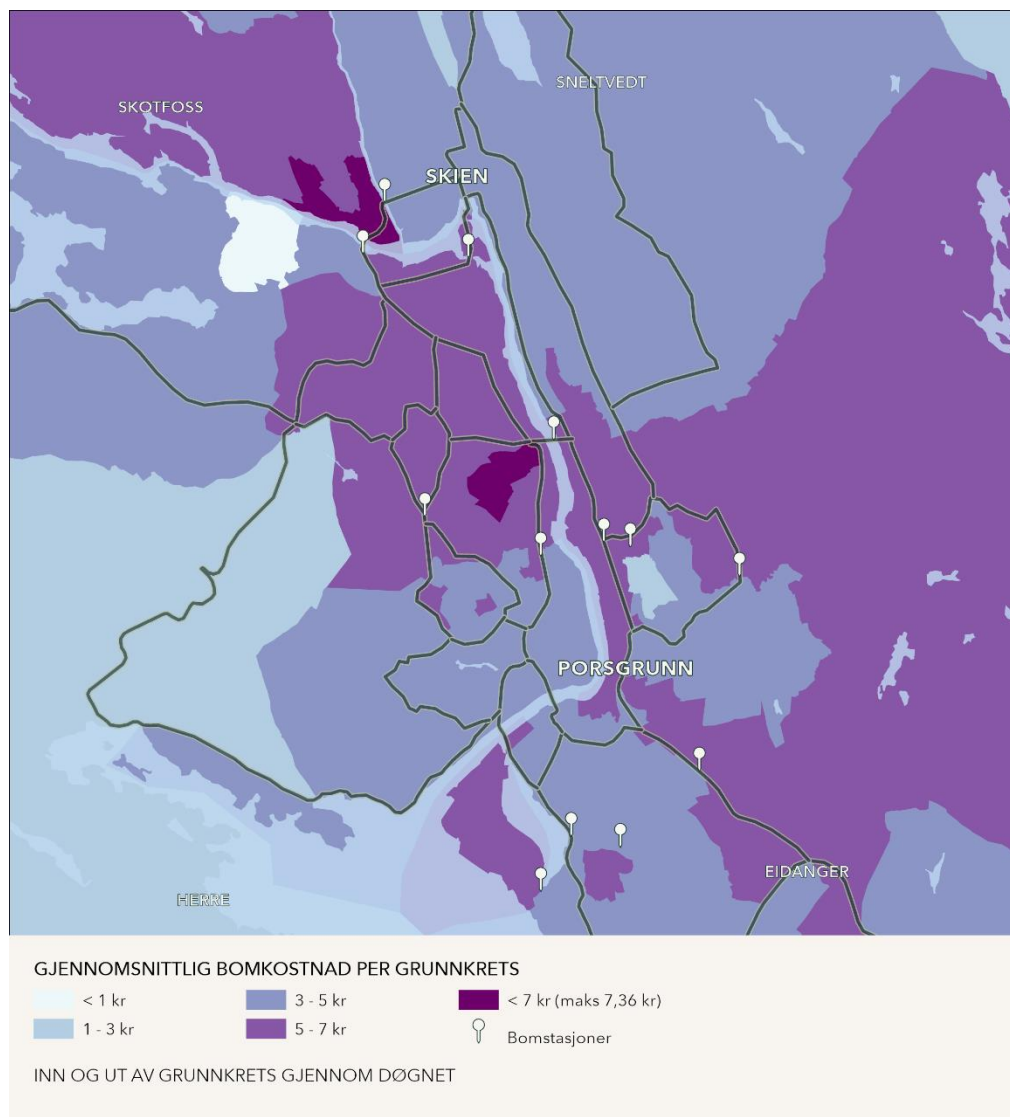 SNELTVEDT
SKOTFOSS
SKIEN
PORSGRUNN
EIDANGER
HERRE
GJENNOMSNITTLIG BOMKOSTNAD PER GRUNNKRETS
< 1 kr
3 - 5 kr
< 7 kr (maks 7,36 kr)
1 - 3 kr
5 - 7 kr
Bomstasjoner
INN OG UT AV GRUNNKRETS GJENNOM DØGNET